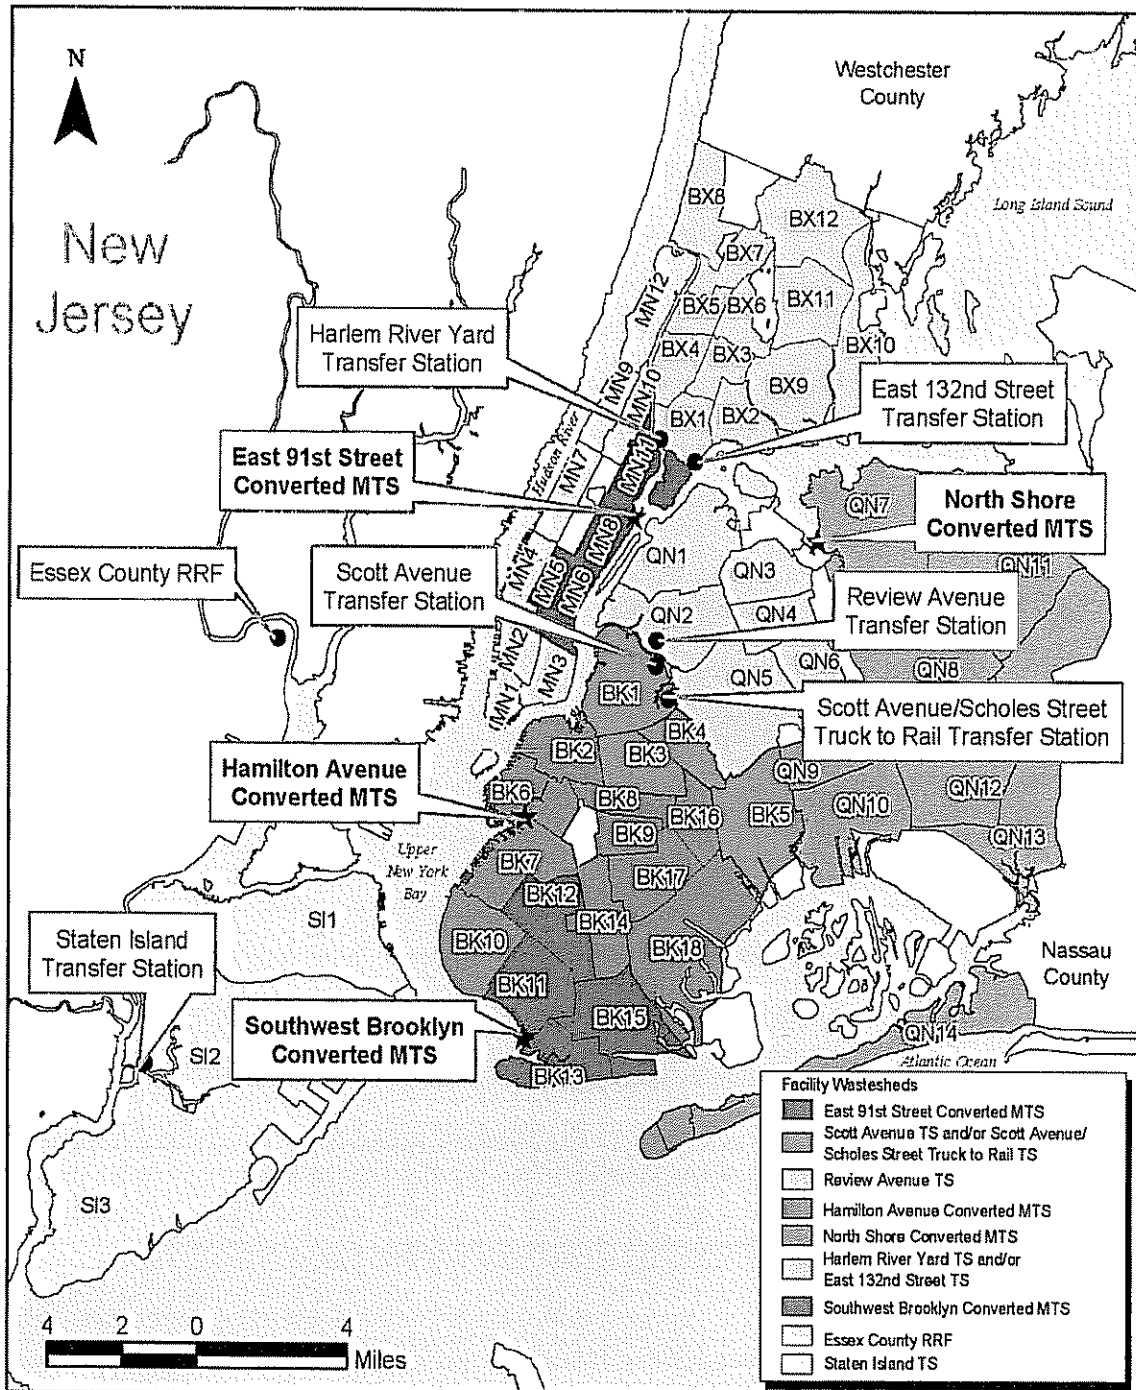 N
New
Jersey
Westchester
County
Long Island Sound
BX8
BX12
BX7
MN12
BX5
BX6
BX11
Harlem River Yard
Transfer Station
BX4
BX3
BX10
MN9
MN10
BX9
East 132nd Street
Transfer Station
BX1
BX2
Hudson River
MN11
East 91st Street
Converted MTS
MN7
QN7
North Shore
Converted MTS
MN8
MN4
QN1
QN11
Essex County RRF
Scott Avenue
Transfer Station
MN5
MN6
QN3
Review Avenue
Transfer Station
QN4
QN2
MN2
MN3
QN6
QN8
MN1
BK1
QN5
Scott Avenue/Scholes Street
Truck to Rail Transfer Station
BK4
BK2
BK3
Hamilton Avenue
Converted MTS
QN9
BK6
BK8
QN12
BK16
BK5
QN10
BK9
QN13
Upper
New York
Bay
BK7
BK17
BK12
SI1
BK14
Staten Island
Transfer Station
BK10
BK18
Nassau
County
BK11
Southwest Brooklyn
Converted MTS
BK15
QN14
SI2
Atlantic Ocean
BK13
SI3
Facility Wastesheds
East 91st Street Converted MTS
Scott Avenue TS and/or Scott Avenue/
Scholes Street Truck to Rail TS
Review Avenue TS
Hamilton Avenue Converted MTS
North Shore Converted MTS
Harlem River Yard TS and/or
East 132nd Street TS
Southwest Brooklyn Converted MTS
Essex County RRF
Staten Island TS
4 2 0 4
Miles